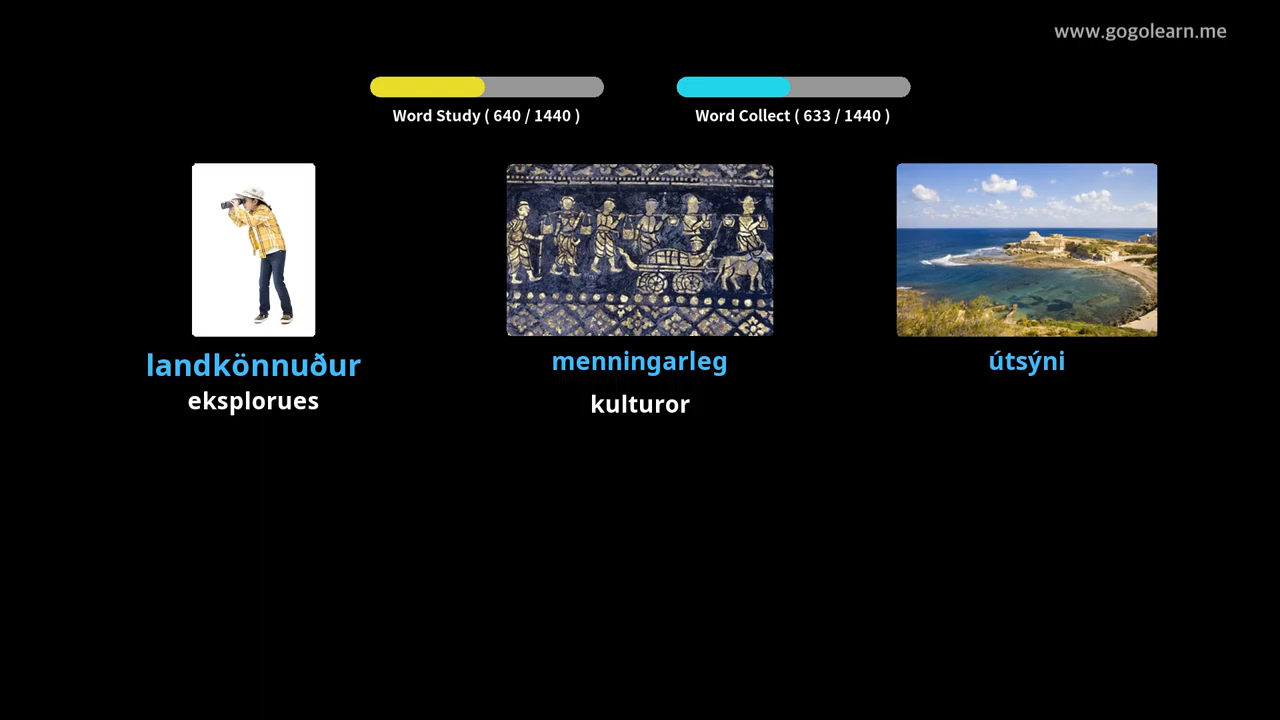 www.gogolearn.me
Word Study ( 640 / 1440 )
Word Collect ( 633 / 1440 )
landkönnuður
eksplorues
menningarleg
kulturor
útsýni